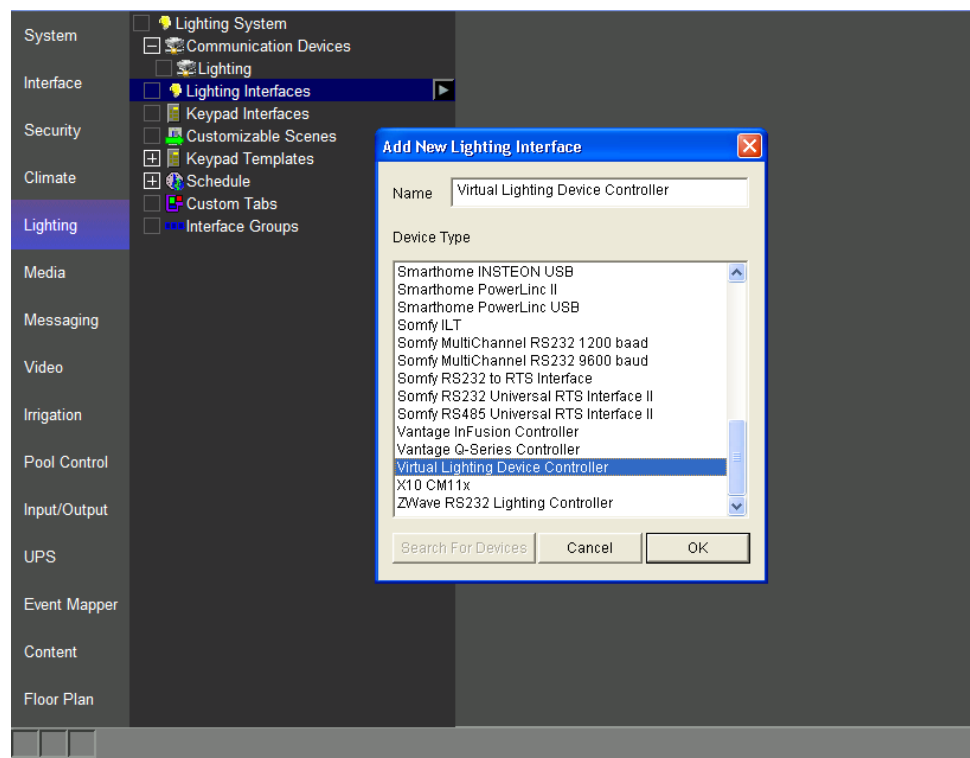 System
Interface
Security
Climate
Lighting
Media
Messaging
Video
Irrigation
Pool Control
Input/Output
UPS
Event Mapper
Content
Floor Plan
Lighting System
Communication Devices
Lighting
Lighting Interfaces
Keypad Interfaces
Customizable Scenes
Keypad Templates
Schedule
Custom Tabs
Interface Groups
Add New Lighting Interface
Name Virtual Lighting Device Controller
Device Type
Smarthome INSTEON USB
Smarthome PowerLinc II
Smarthome PowerLinc USB
Somfy ILT
Somfy MultiChannel RS232 1200 baad
Somfy MultiChannel RS232 9600 baud
Somfy RS232 to RTS Interface
Somfy RS232 Universal RTS Interface II
Somfy RS485 Universal RTS Interface II
Vantage InFusion Controller
Vantage Q-Series Controller
Virtual Lighting Device Controller
X10 CM11x
ZWave RS232 Lighting Controller
Search For Devices Cancel OK